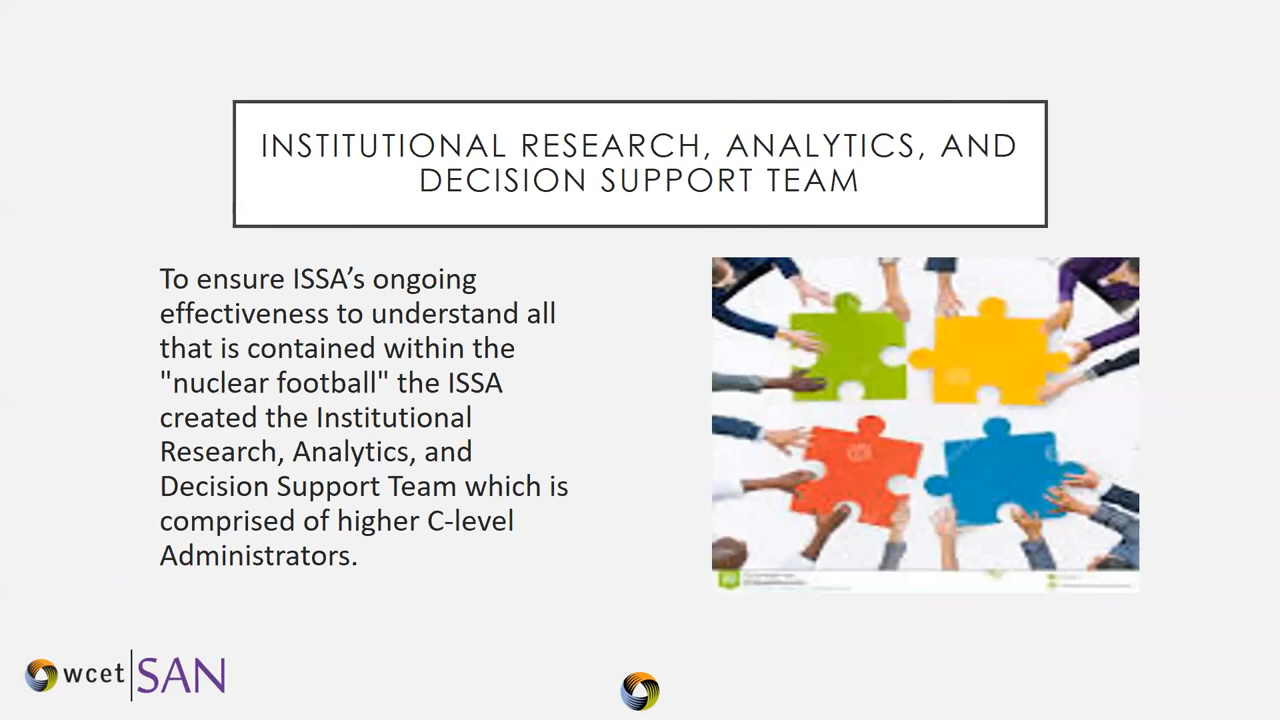 INSTITUTIONAL RESEARCH, ANALYTICS, AND
DECISION SUPPORT TEAM
To ensure ISSA’s ongoing
effectiveness to understand all
that is contained within the
"nuclear football" the ISSA
created the Institutional
Research, Analytics, and
Decision Support Team which is
comprised of higher C-level
Administrators.
wcet SAN